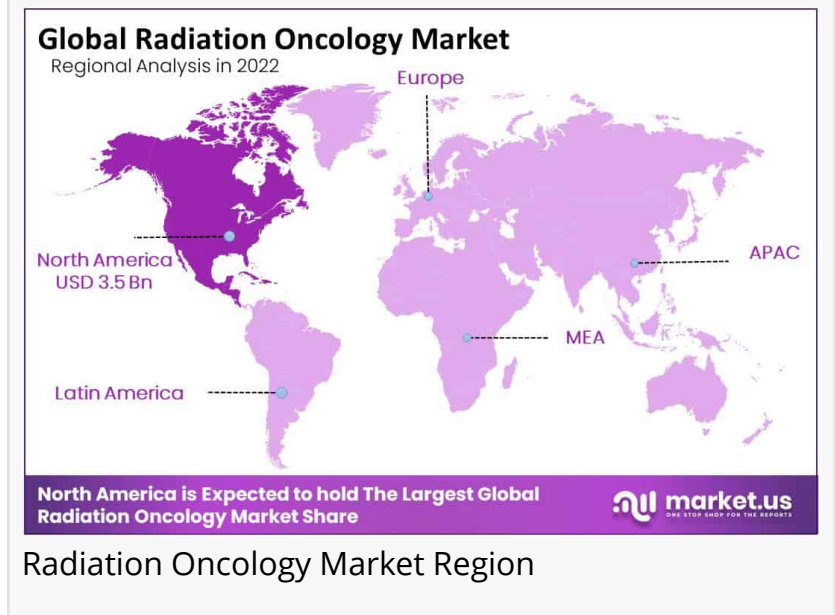 Global Radiation Oncology Market
Regional Analysis in 2022
Europe
North America
USD 3.5 Bn
APAC
MEA
Latin America
North America is Expected to hold The Largest Global
Radiation Oncology Market Share
market.us
ONE STOP SHOP FOR THE REPORTS
Radiation Oncology Market Region